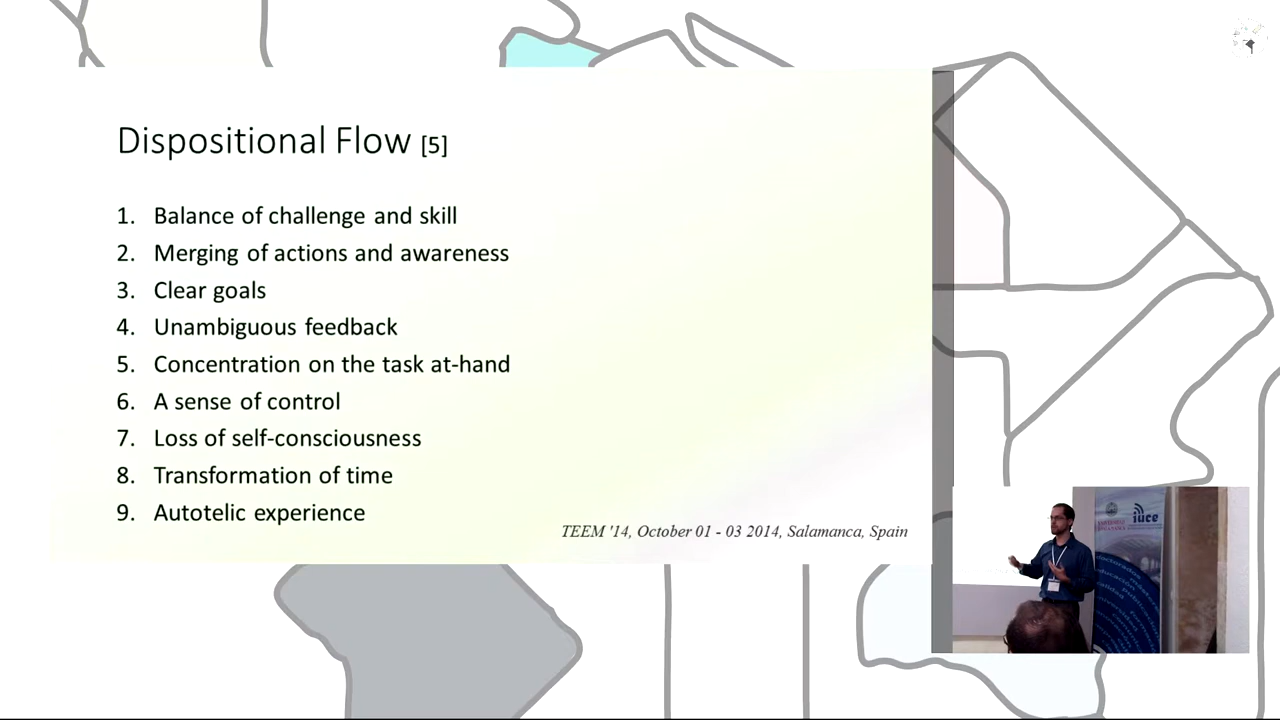 Dispositional Flow [5]
1. Balance of challenge and skill
2. Merging of actions and awareness
3. Clear goals
4. Unambiguous feedback
5. Concentration on the task at-hand
6. A sense of control
7. Loss of self-consciousness
8. Transformation of time
9. Autotelic experience
TEEM '14, October 01 - 03 2014, Salamanca, Spain
iuce